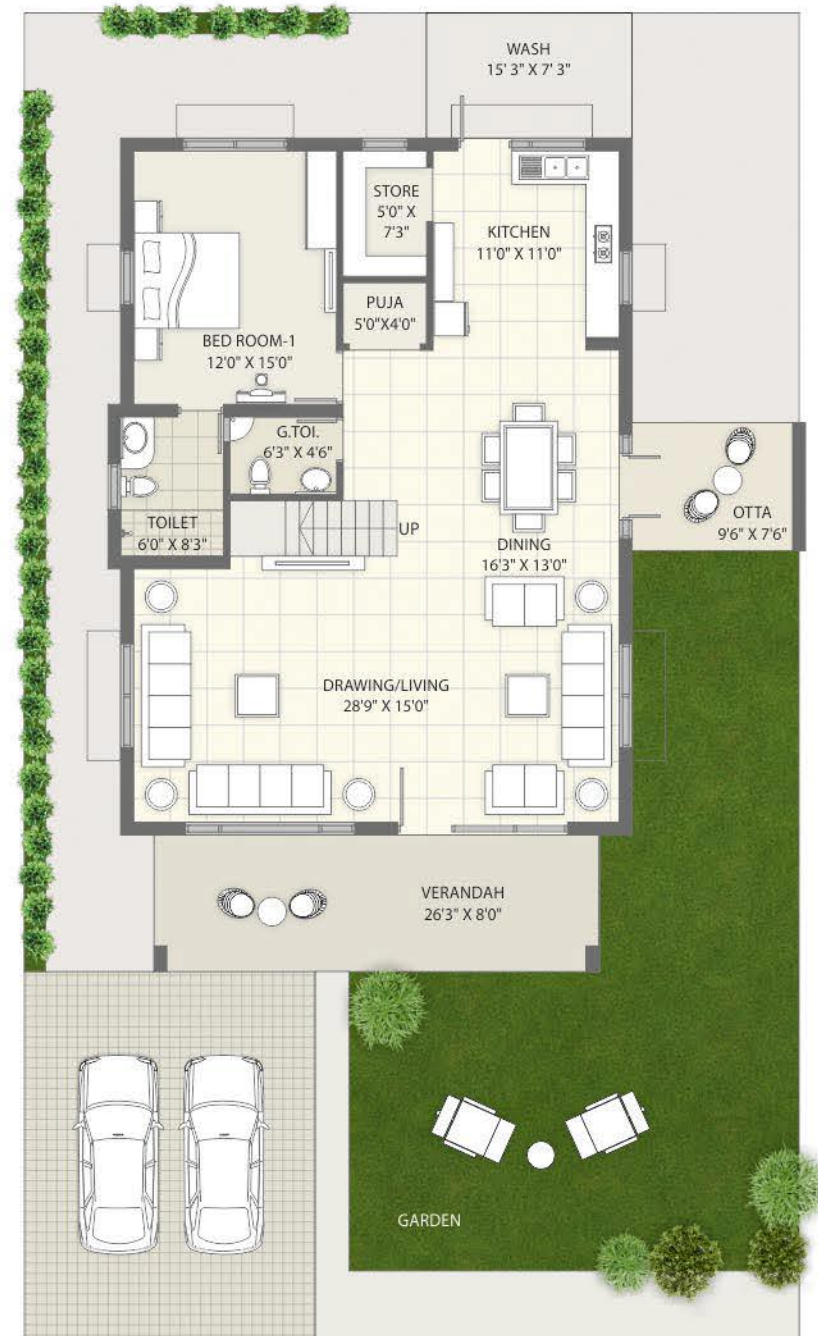 WASH
15' 3" X 7' 3"
STORE
5'0" X
7'3"
KITCHEN
11'0" X 11'0"
PUJA
5'0"X4'0"
BED ROOM-1
12'0" X 15'0"
G.TOI.
6'3" X 4'6"
TOILET
6'0" X 8'3"
UP
OTTA
9'6" X 7'6"
DINING
16'3" X 13'0"
DRAWING/LIVING
28'9" X 15'0"
VERANDAH
26'3" X 8'0"
GARDEN